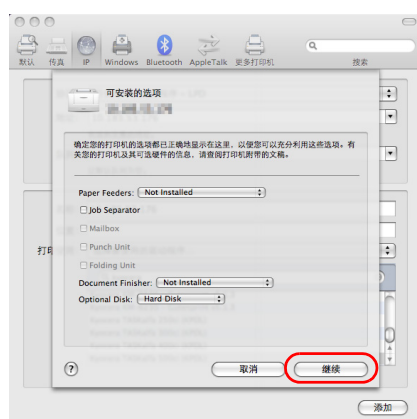 默认 传真 IP Windows Bluetooth AppleTalk 更多打印机 搜索
可安装的选项
确定您的打印机的选项都已正确地显示在这里，以便您可以充分利用这些选项。有
关您的打印机及其可选硬件的信息，请查阅打印机附带的文稿。
Paper Feeders: Not Installed
Job Separator
Mailbox
Punch Unit
打印
Folding Unit
Document Finisher: Not Installed
Optional Disk: Hard Disk
? 取消 继续
添加